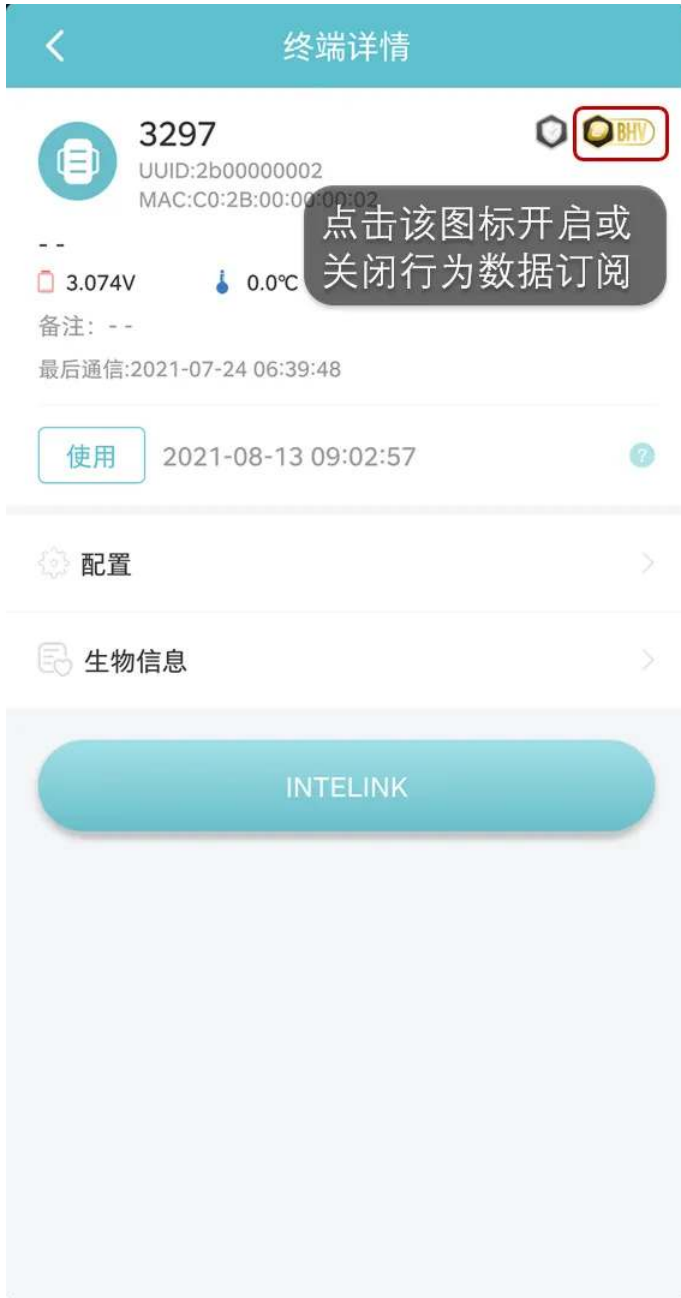 终端详情
3297
BHV
UUID:2b00000002
MAC:C0:2B:00:00:00:02
点击该图标开启或
关闭行为数据订阅
- -
3.074V
0.0℃
备注：- -
最后通信:2021-07-24 06:39:48
使用
2021-08-13 09:02:57
?
配置
生物信息
INTELINK